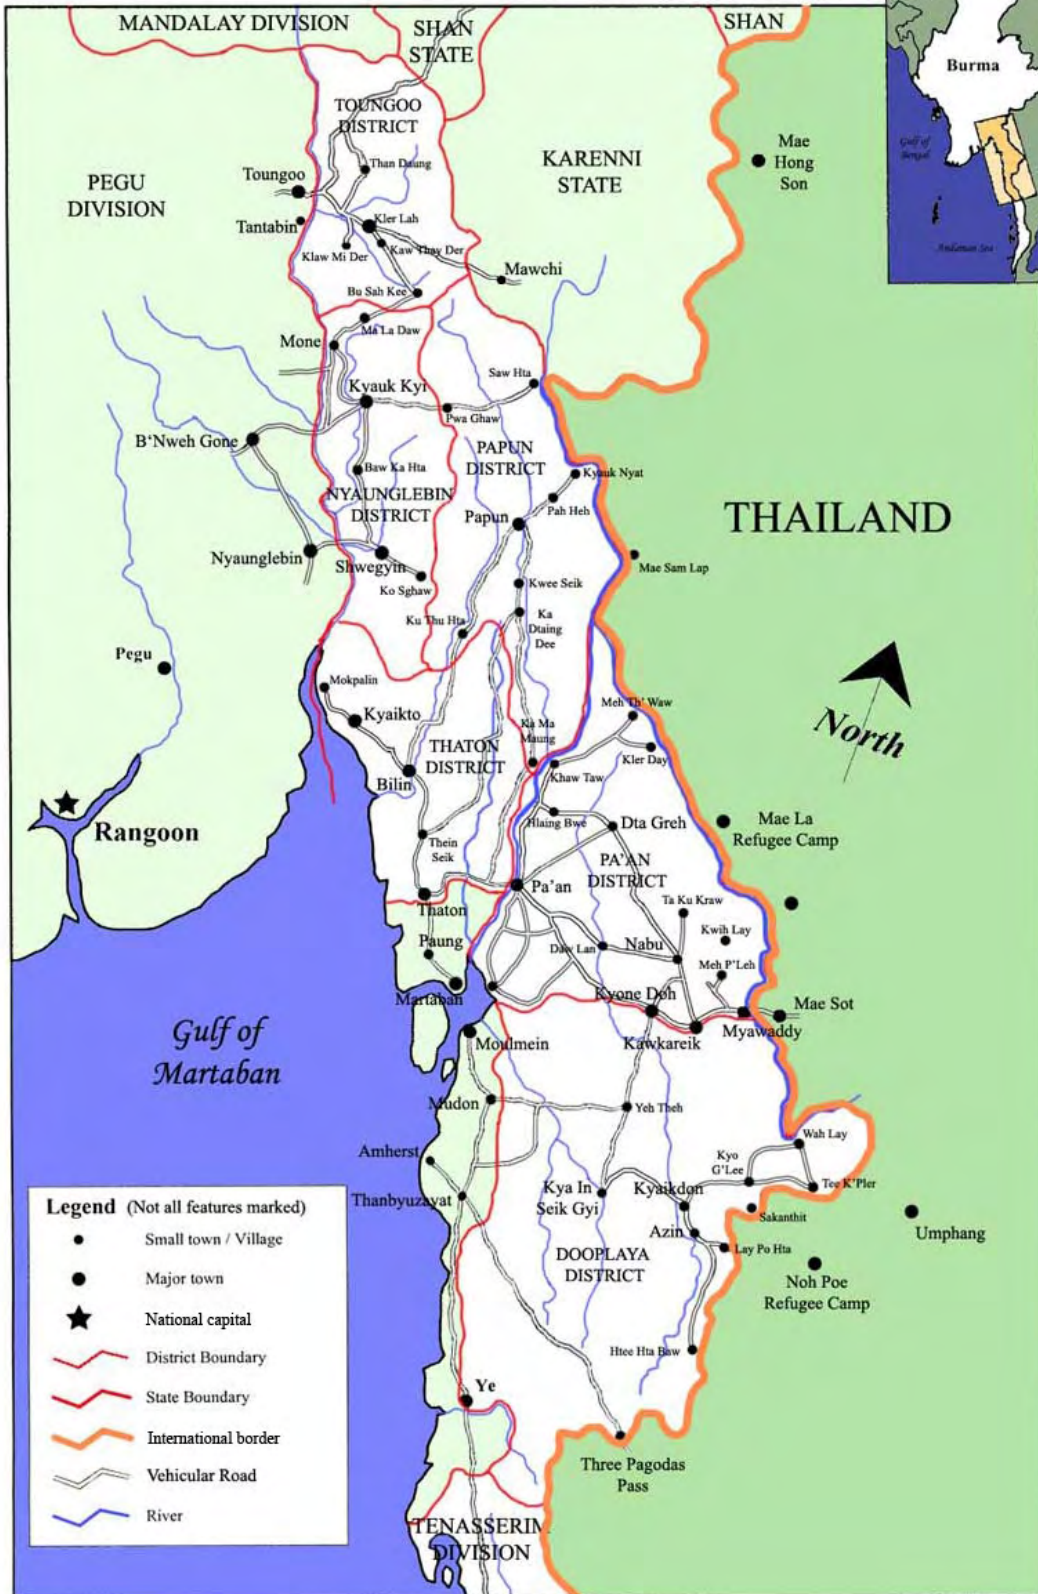 MANDALAY DIVISION
SHAN
STATE
SHAN
Burma
Gulf of
Bengal
Andaman Sea
TOUNGOO
DISTRICT
KARENNI
STATE
Mae
Hong
Son
PEGU
DIVISION
Than Daung
Toungoo
Tantabin
Kler Lah
Klaw Mi Der
Kaw Thay Der
Mawchi
Bu Sah Kee
Ma La Daw
Mone
Saw Hta
Kyauk Kyi
Pwa Ghaw
B'Nweh Gone
PAPUN
DISTRICT
Baw Ka Hta
Kyauk Nyat
NYAUNGLEBIN
DISTRICT
Pah Heh
Papun
THAILAND
Nyaunglebin
Shwegyin
Mae Sam Lap
Ko Sghaw
Kwee Seik
Ku Thu Hta
Ka
Dtaing
Dee
Pegu
Mokpalin
Kyaikto
Meh Th' Waw
North
Ka Ma
Maung
THATON
DISTRICT
Kler Day
Khaw Taw
Bilin
Rangoon
Hlaing Bwe
Dta Greh
Mae La
Refugee Camp
Thein
Seik
PA'AN
DISTRICT
Pa'an
Thaton
Ta Ku Kraw
Kwih Lay
Paung
Daw Lan
Nabu
Meh P'Leh
Martaban
Kyone Doh
Mae Sot
Myawaddy
Kawkareik
Gulf of
Martaban
Moulmein
Mudon
Yeh Theh
Amherst
Wah Lay
Kyo
G'Lee
Tee K'Pler
Thanbyuzayat
Kya In
Seik Gyi
Kyaikdon
Sakanthit
Umphang
Azin
Lay Po Hta
DOOPLAYA
DISTRICT
Noh Poe
Refugee Camp
Htee Hta Baw
Ye
Three Pagodas
Pass
TENASSERIM
DIVISION
Legend (Not all features marked)
Small town / Village
Major town
National capital
District Boundary
State Boundary
International border
Vehicular Road
River